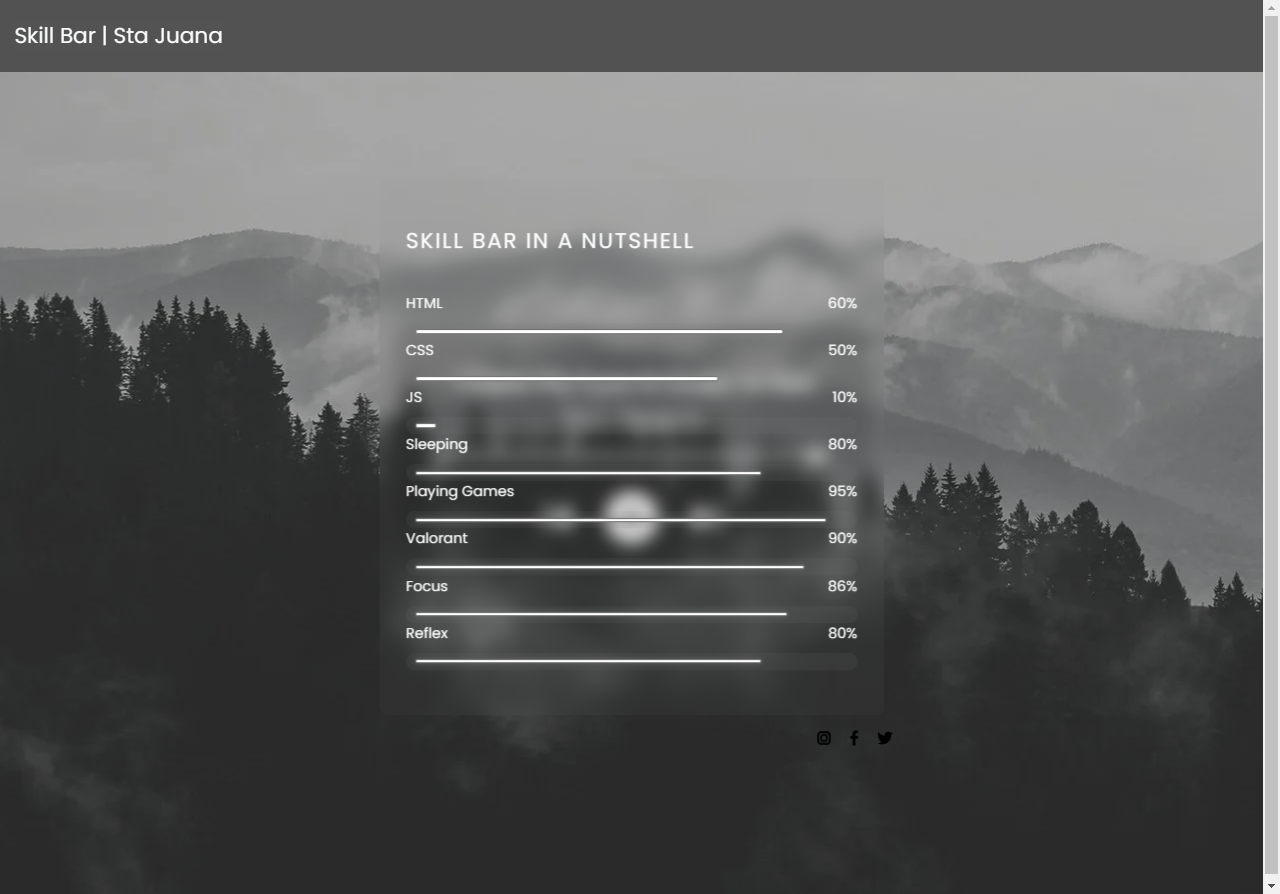 Skill Bar | Sta Juana
SKILL BAR IN A NUTSHELL
HTML 60%
CSS 50%
JS 10%
Sleeping 80%
Playing Games 95%
Valorant 90%
Focus 86%
Reflex 80%